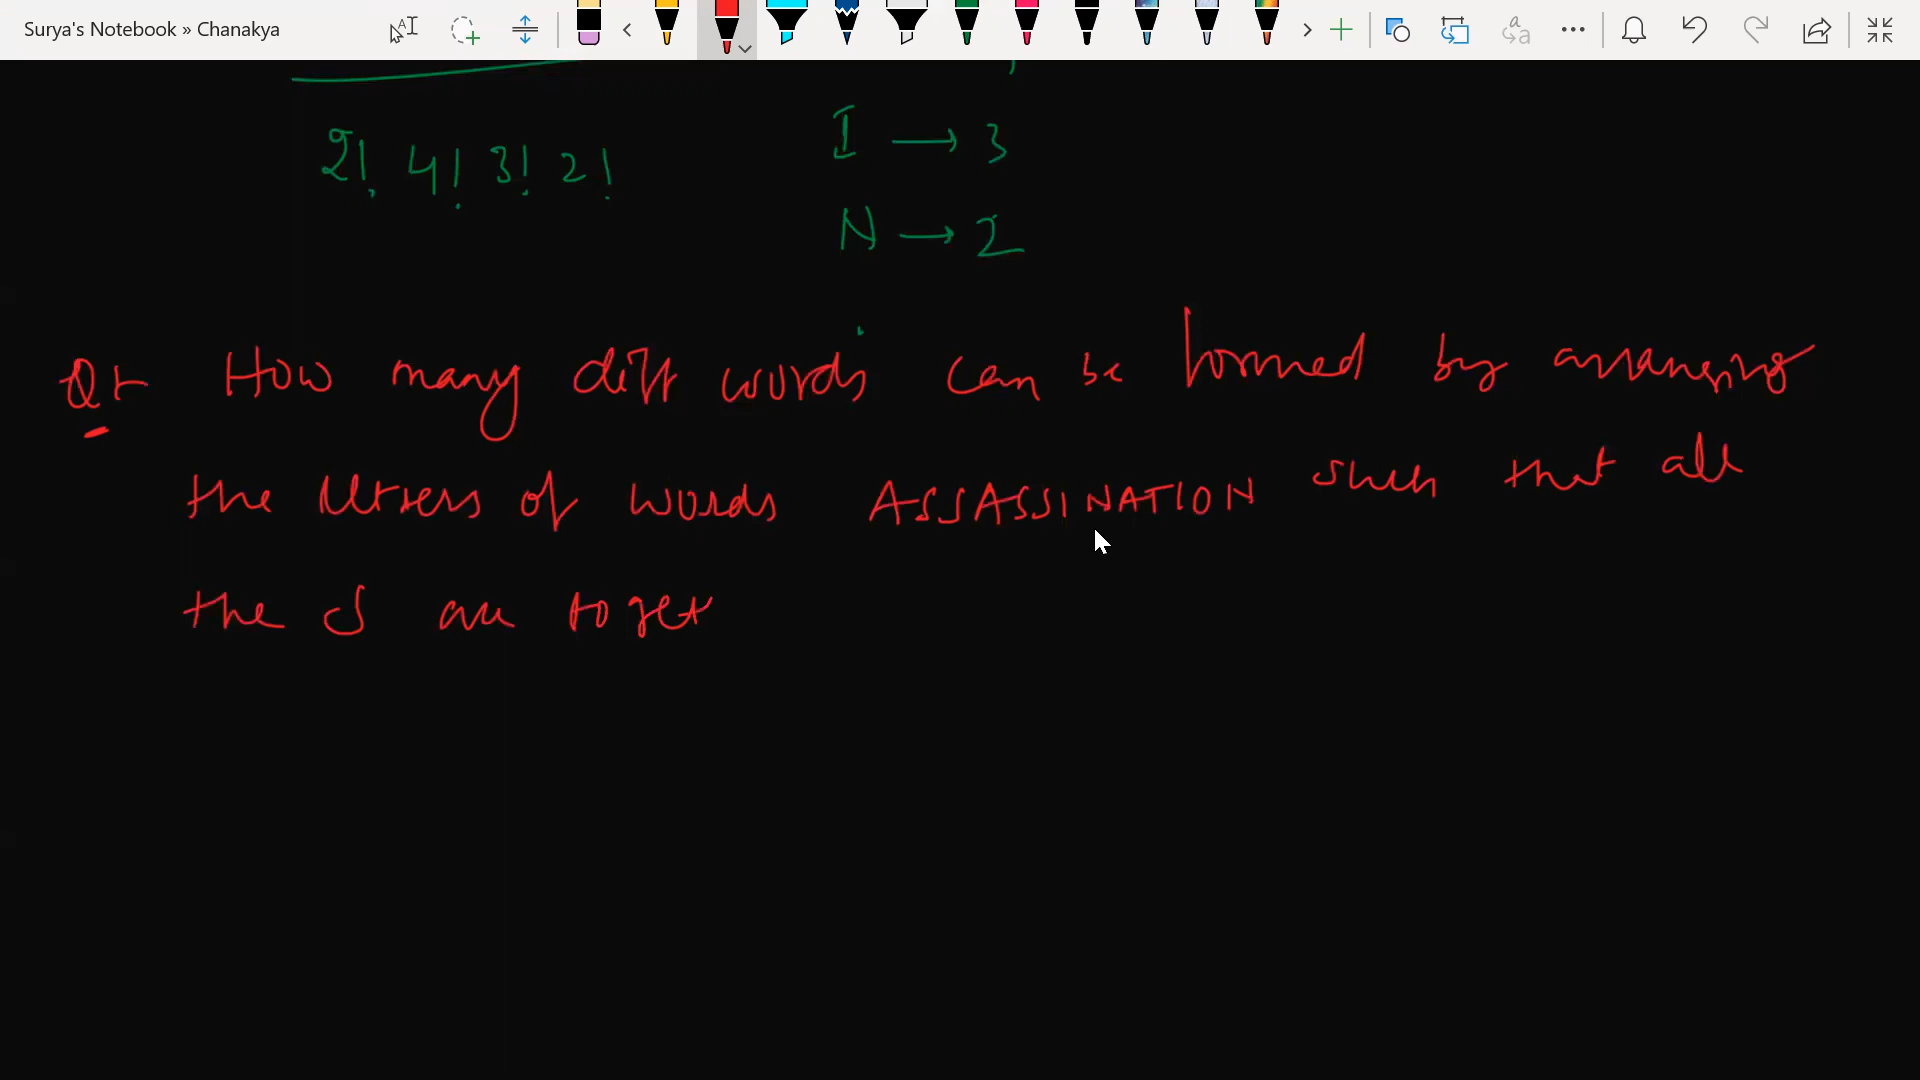 Surya's Notebook » Chanakya
2! 4! 3! 2!
I → 3
N → 2
Q:- How many diff words can be formed by arranging
the letters of words ASSASSINATION such that all
the S are toget